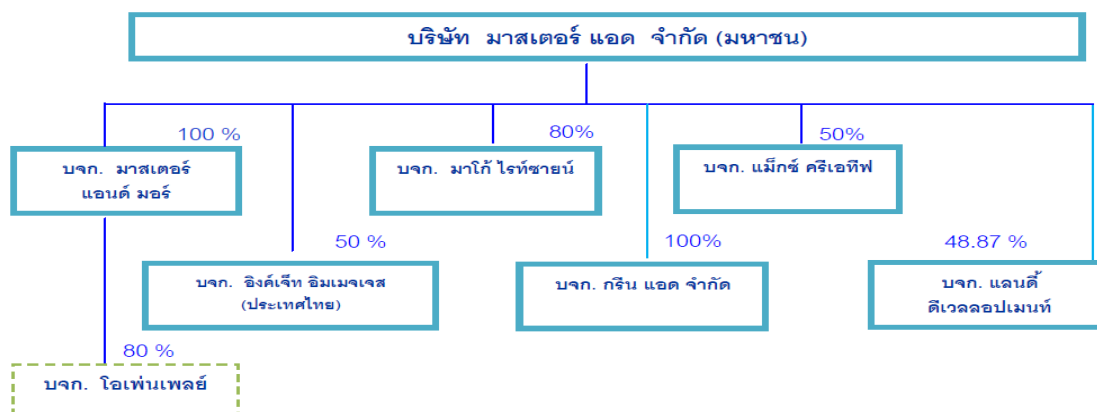 บริษัท มาสเตอร์ แอด จำกัด (มหาชน)
100 %
80%
50%
บจก. มาสเตอร์
แอนด์ มอร์
บจก. มาโก้ ไรท์ซายน์
บจก. แม็กซ์ ครีเอทีฟ
50 %
100%
48.87 %
บจก. อิงค์เจ็ท อิมเมจเจส
(ประเทศไทย)
บจก. กรีน แอด จำกัด
บจก. แลนดี้
ดีเวลลอปเมนท์
80 %
บจก. โอเพ่นเพลย์